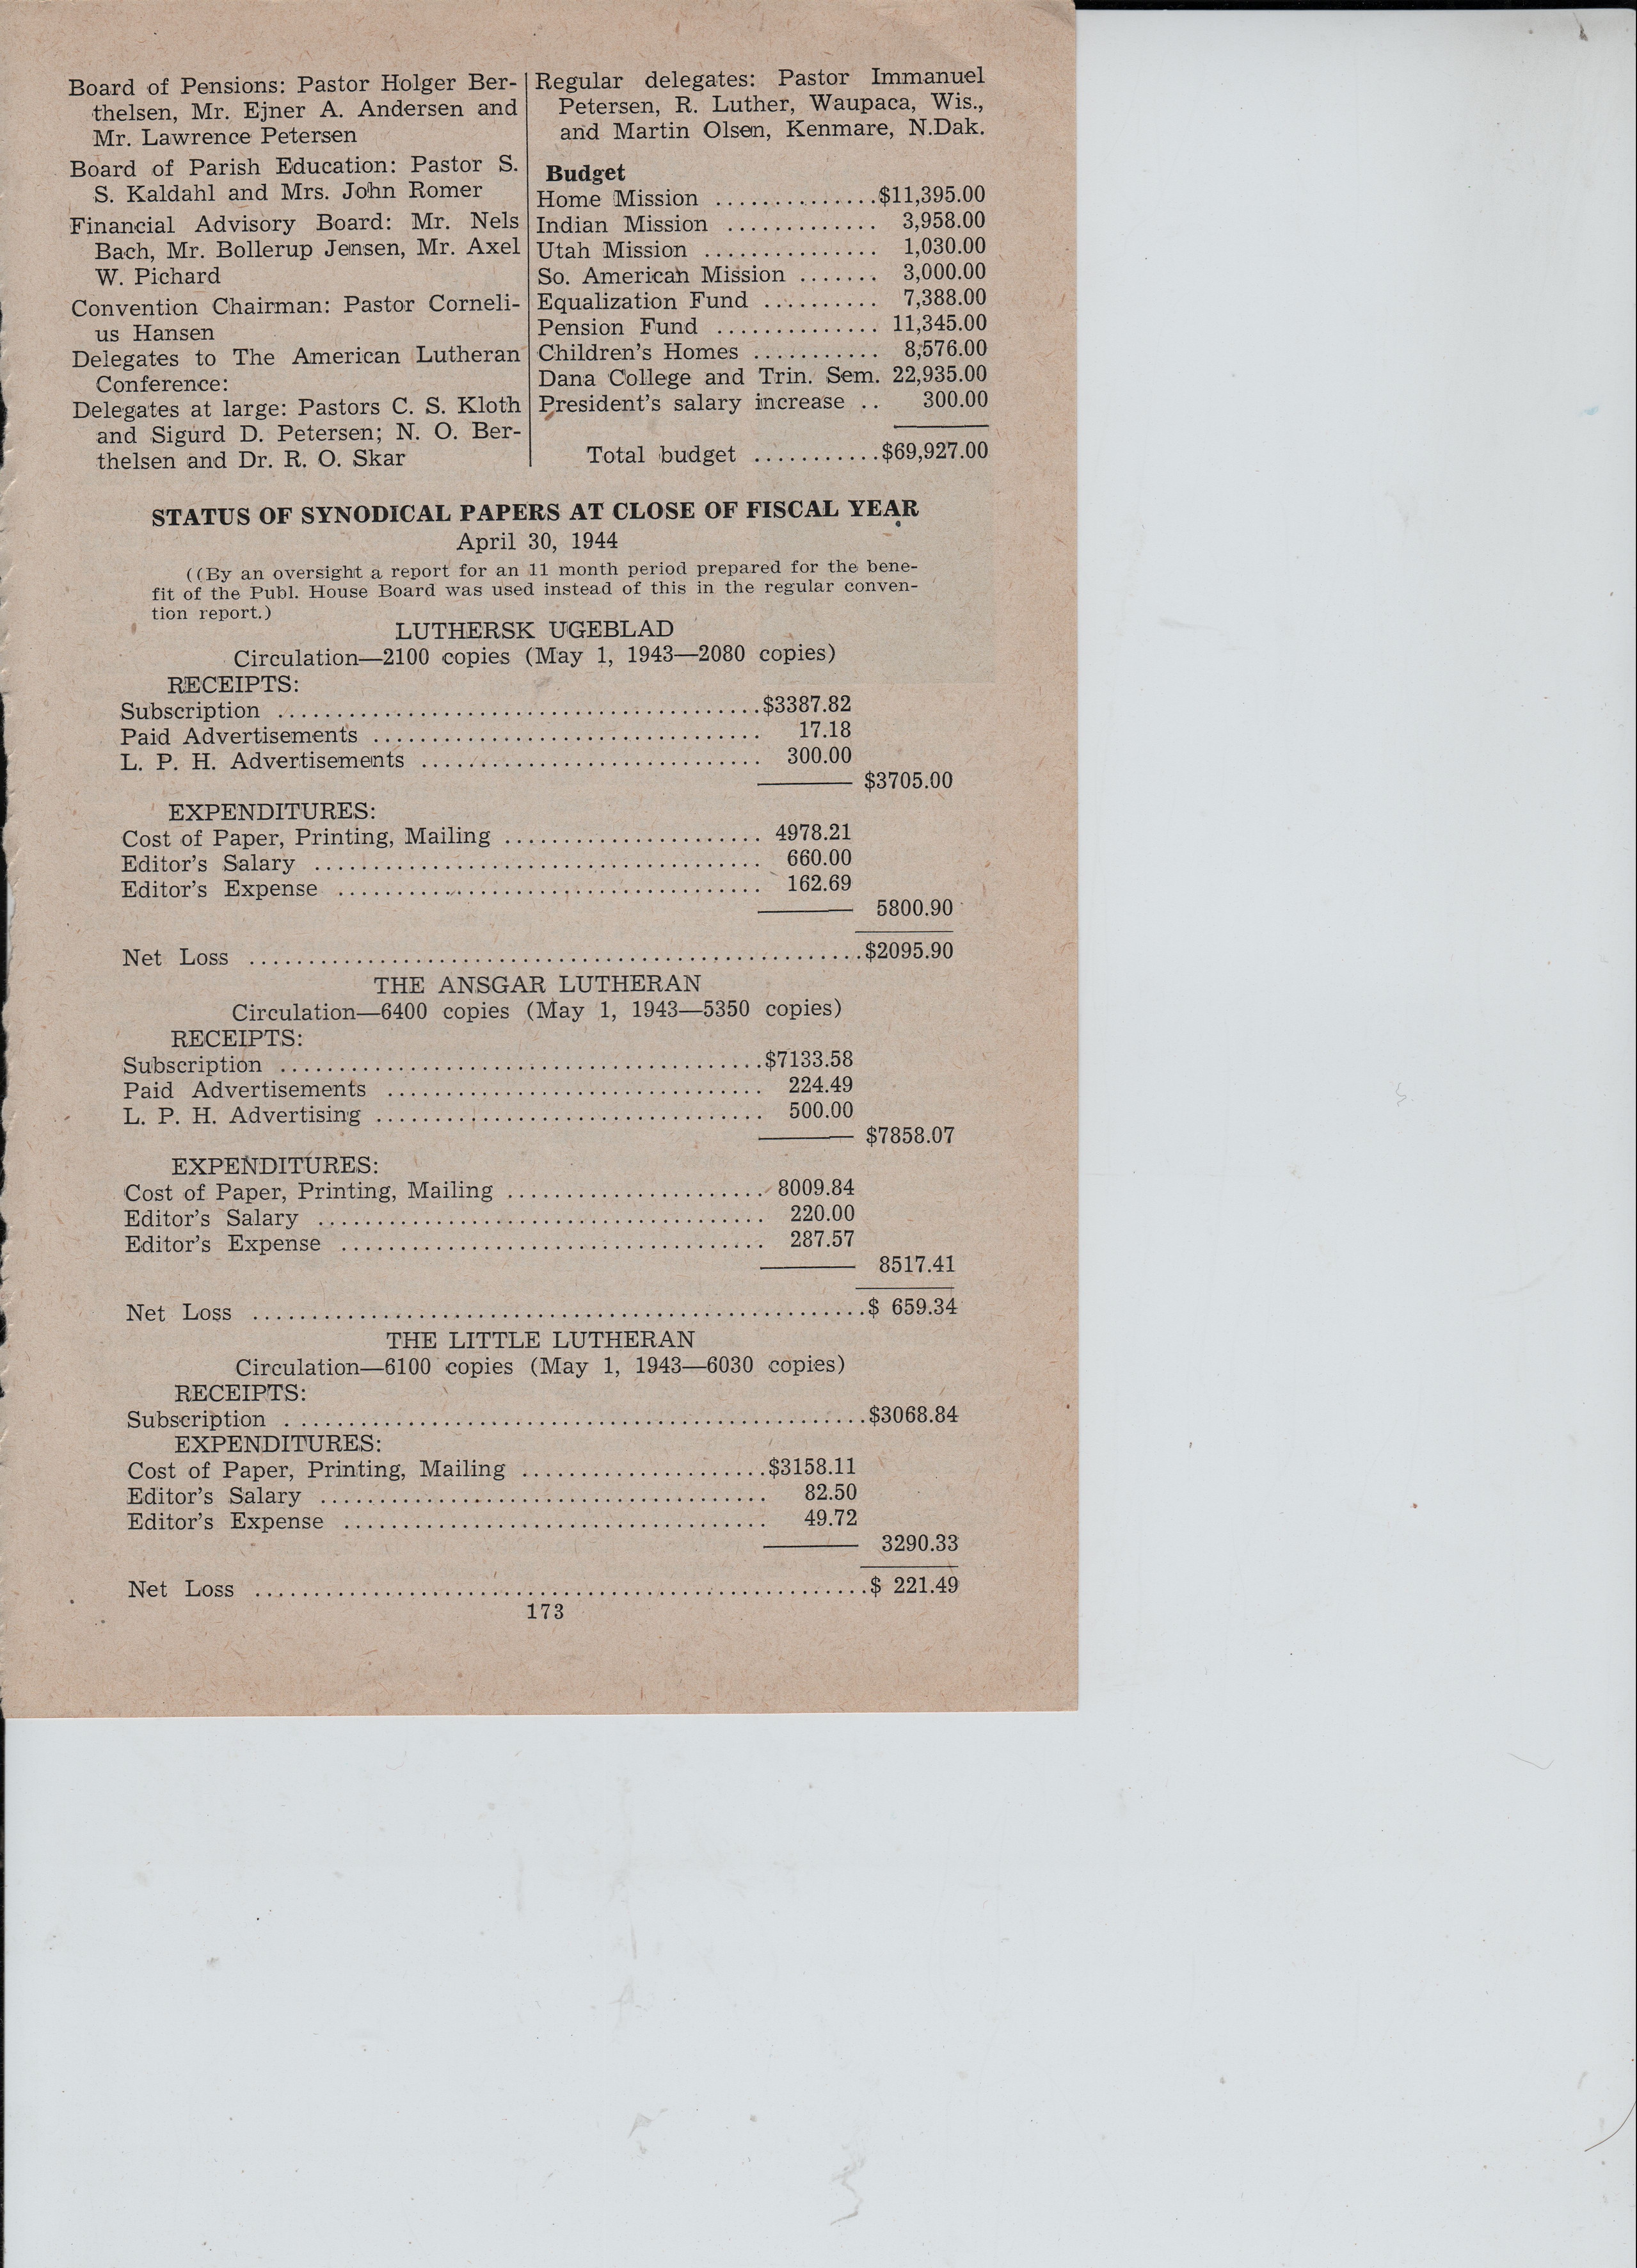 Board of Pensions: Pastor Holger Ber-
thelsen, Mr. Ejner A. Andersen and
Mr. Lawrence Petersen
Board of Parish Education: Pastor S.
S. Kaldahl and Mrs. John Romer
Financial Advisory Board: Mr. Nels
Bach, Mr. Bollerup Jensen, Mr. Axel
W. Pichard
Convention Chairman: Pastor Corneli-
us Hansen
Delegates to The American Lutheran
Conference:
Delegates at large: Pastors C. S. Kloth
and Sigurd D. Petersen; N. O. Ber-
thelsen and Dr. R. O. Skar
Regular delegates: Pastor Immanuel
Petersen, R. Luther, Waupaca, Wis.,
and Martin Olsen, Kenmare, N.Dak.
Budget
Home Mission ..............$11,395.00
Indian Mission ............. 3,958.00
Utah Mission ............... 1,030.00
So. American Mission ....... 3,000.00
Equalization Fund .......... 7,388.00
Pension Fund .............. 11,345.00
Children's Homes ........... 8,576.00
Dana College and Trin. Sem. 22,935.00
President's salary increase .. 300.00
Total budget ...........$69,927.00
STATUS OF SYNODICAL PAPERS AT CLOSE OF FISCAL YEAR
April 30, 1944
((By an oversight a report for an 11 month period prepared for the bene-
fit of the Publ. House Board was used instead of this in the regular conven-
tion report.)
LUTHERSK UGEBLAD
Circulation—2100 copies (May 1, 1943—2080 copies)
RECEIPTS:
Subscription .........................................$3387.82
Paid Advertisements ................................. 17.18
L. P. H. Advertisements ............................. 300.00
$3705.00
EXPENDITURES:
Cost of Paper, Printing, Mailing ...................... 4978.21
Editor's Salary ...................................... 660.00
Editor's Expense .................................... 162.69
5800.90
Net Loss ....................................................$2095.90
THE ANSGAR LUTHERAN
Circulation—6400 copies (May 1, 1943—5350 copies)
RECEIPTS:
Subscription .........................................$7133.58
Paid Advertisements ................................ 224.49
L. P. H. Advertising ................................. 500.00
$7858.07
EXPENDITURES:
Cost of Paper, Printing, Mailing ...................... 8009.84
Editor's Salary ...................................... 220.00
Editor's Expense .................................... 287.57
8517.41
Net Loss ....................................................$ 659.34
THE LITTLE LUTHERAN
Circulation—6100 copies (May 1, 1943—6030 copies)
RECEIPTS:
Subscription .................................................$3068.84
EXPENDITURES:
Cost of Paper, Printing, Mailing .....................$3158.11
Editor's Salary ...................................... 82.50
Editor's Expense .................................... 49.72
3290.33
Net Loss ....................................................$ 221.49
173